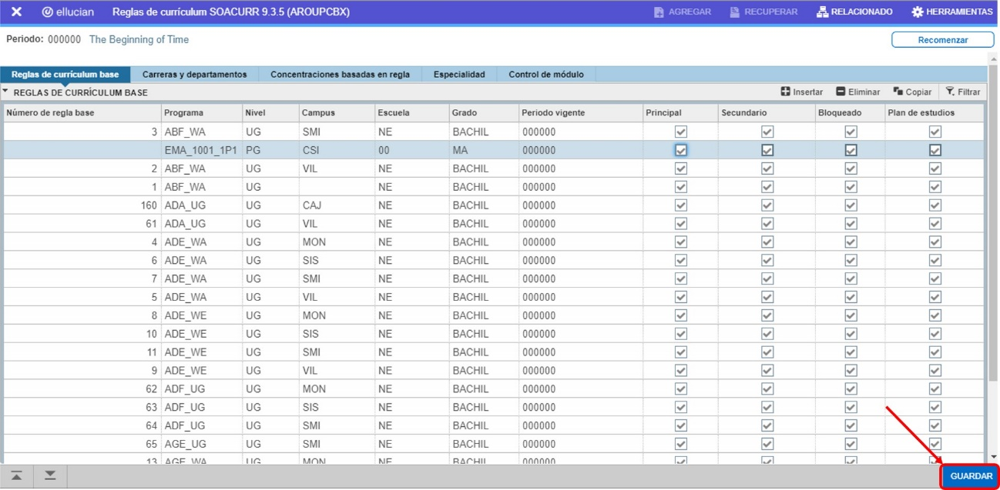 ellucian Reglas de currículum SOACURR 9.3.5 (AROUPCBX) AGREGAR RECUPERAR RELACIONADO HERRAMIENTAS
Periodo: 000000 The Beginning of Time Recomenzar
Reglas de currículum base Carreras y departamentos Concentraciones basadas en regla Especialidad Control de módulo
REGLAS DE CURRÍCULUM BASE Insertar Eliminar Copiar Filtrar
Número de regla base Programa Nivel Campus Escuela Grado Periodo vigente Principal Secundario Bloqueado Plan de estudios
3 ABF_WA UG SMI NE BACHIL 000000
EMA_1001_1P1 PG CSI 00 MA 000000
2 ABF_WA UG VIL NE BACHIL 000000
1 ABF_WA UG NE BACHIL 000000
160 ADA_UG UG CAJ NE BACHIL 000000
61 ADA_UG UG VIL NE BACHIL 000000
4 ADE_WA UG MON NE BACHIL 000000
6 ADE_WA UG SIS NE BACHIL 000000
7 ADE_WA UG SMI NE BACHIL 000000
5 ADE_WA UG VIL NE BACHIL 000000
8 ADE_WE UG MON NE BACHIL 000000
10 ADE_WE UG SIS NE BACHIL 000000
11 ADE_WE UG SMI NE BACHIL 000000
9 ADE_WE UG VIL NE BACHIL 000000
62 ADF_UG UG MON NE BACHIL 000000
63 ADF_UG UG SIS NE BACHIL 000000
64 ADF_UG UG SMI NE BACHIL 000000
65 AGE_UG UG SMI NE BACHIL 000000
13 AGE_WA UG MON NE BACHIL 000000
GUARDAR